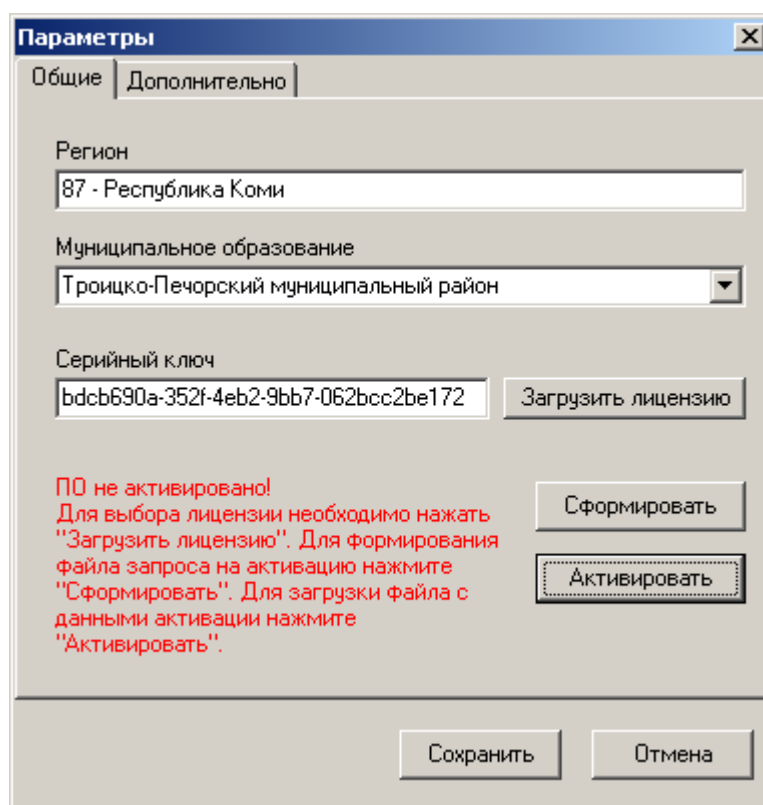 Параметры
Общие Дополнительно
Регион
87 - Республика Коми
Муниципальное образование
Троицко-Печорский муниципальный район
Серийный ключ
bdcb690a-352f-4eb2-9bb7-062bcc2be172 Загрузить лицензию
ПО не активировано!
Для выбора лицензии необходимо нажать
"Загрузить лицензию". Для формирования
файла запроса на активацию нажмите
"Сформировать". Для загрузки файла с
данными активации нажмите
"Активировать".
Сформировать
Активировать
Сохранить Отмена